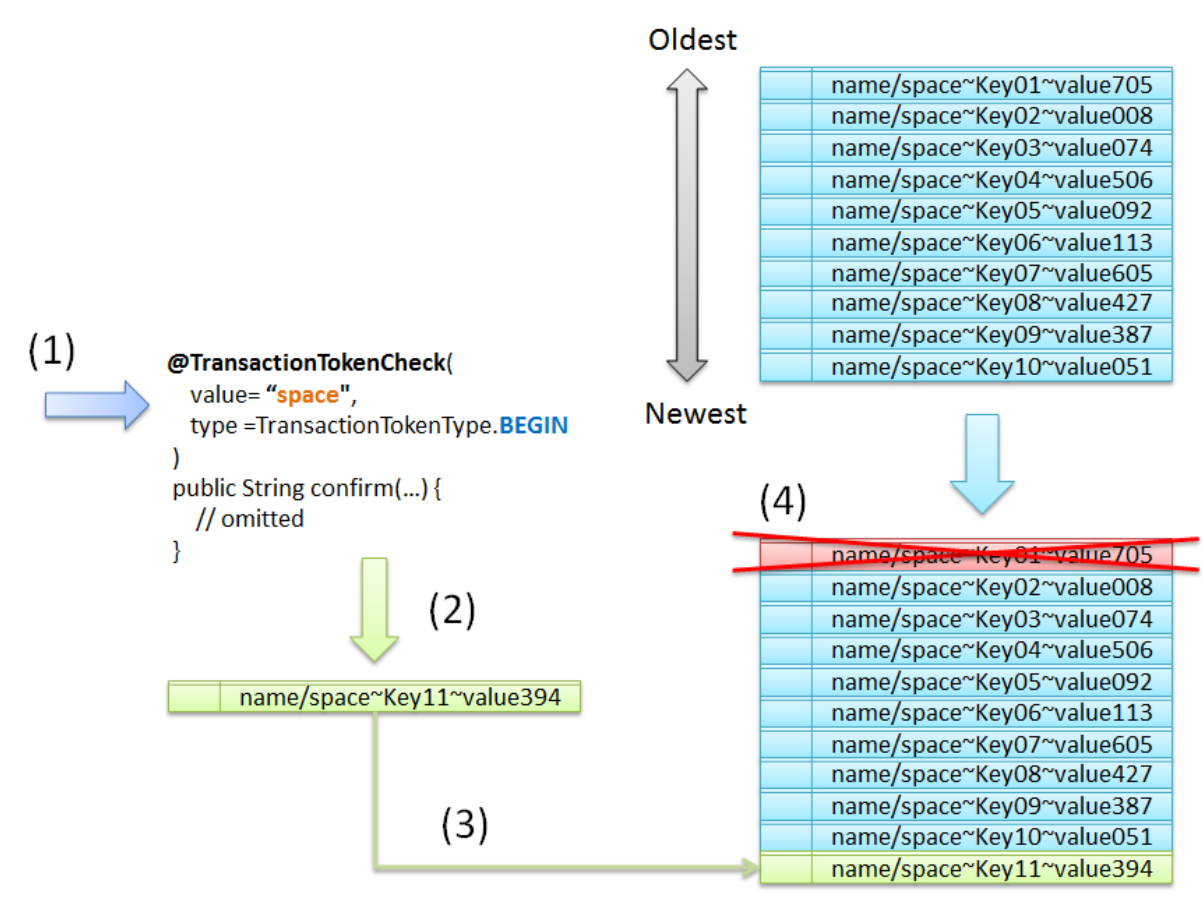 Oldest
name/space~Key01~value705
name/space~Key02~value008
name/space~Key03~value074
name/space~Key04~value506
name/space~Key05~value092
name/space~Key06~value113
name/space~Key07~value605
name/space~Key08~value427
name/space~Key09~value387
name/space~Key10~value051
Newest
(1)
@TransactionTokenCheck(
value= “space",
type =TransactionTokenType.BEGIN
)
public String confirm(…) {
// omitted
}
(2)
name/space~Key11~value394
(3)
(4)
name/space~Key01~value705
name/space~Key02~value008
name/space~Key03~value074
name/space~Key04~value506
name/space~Key05~value092
name/space~Key06~value113
name/space~Key07~value605
name/space~Key08~value427
name/space~Key09~value387
name/space~Key10~value051
name/space~Key11~value394